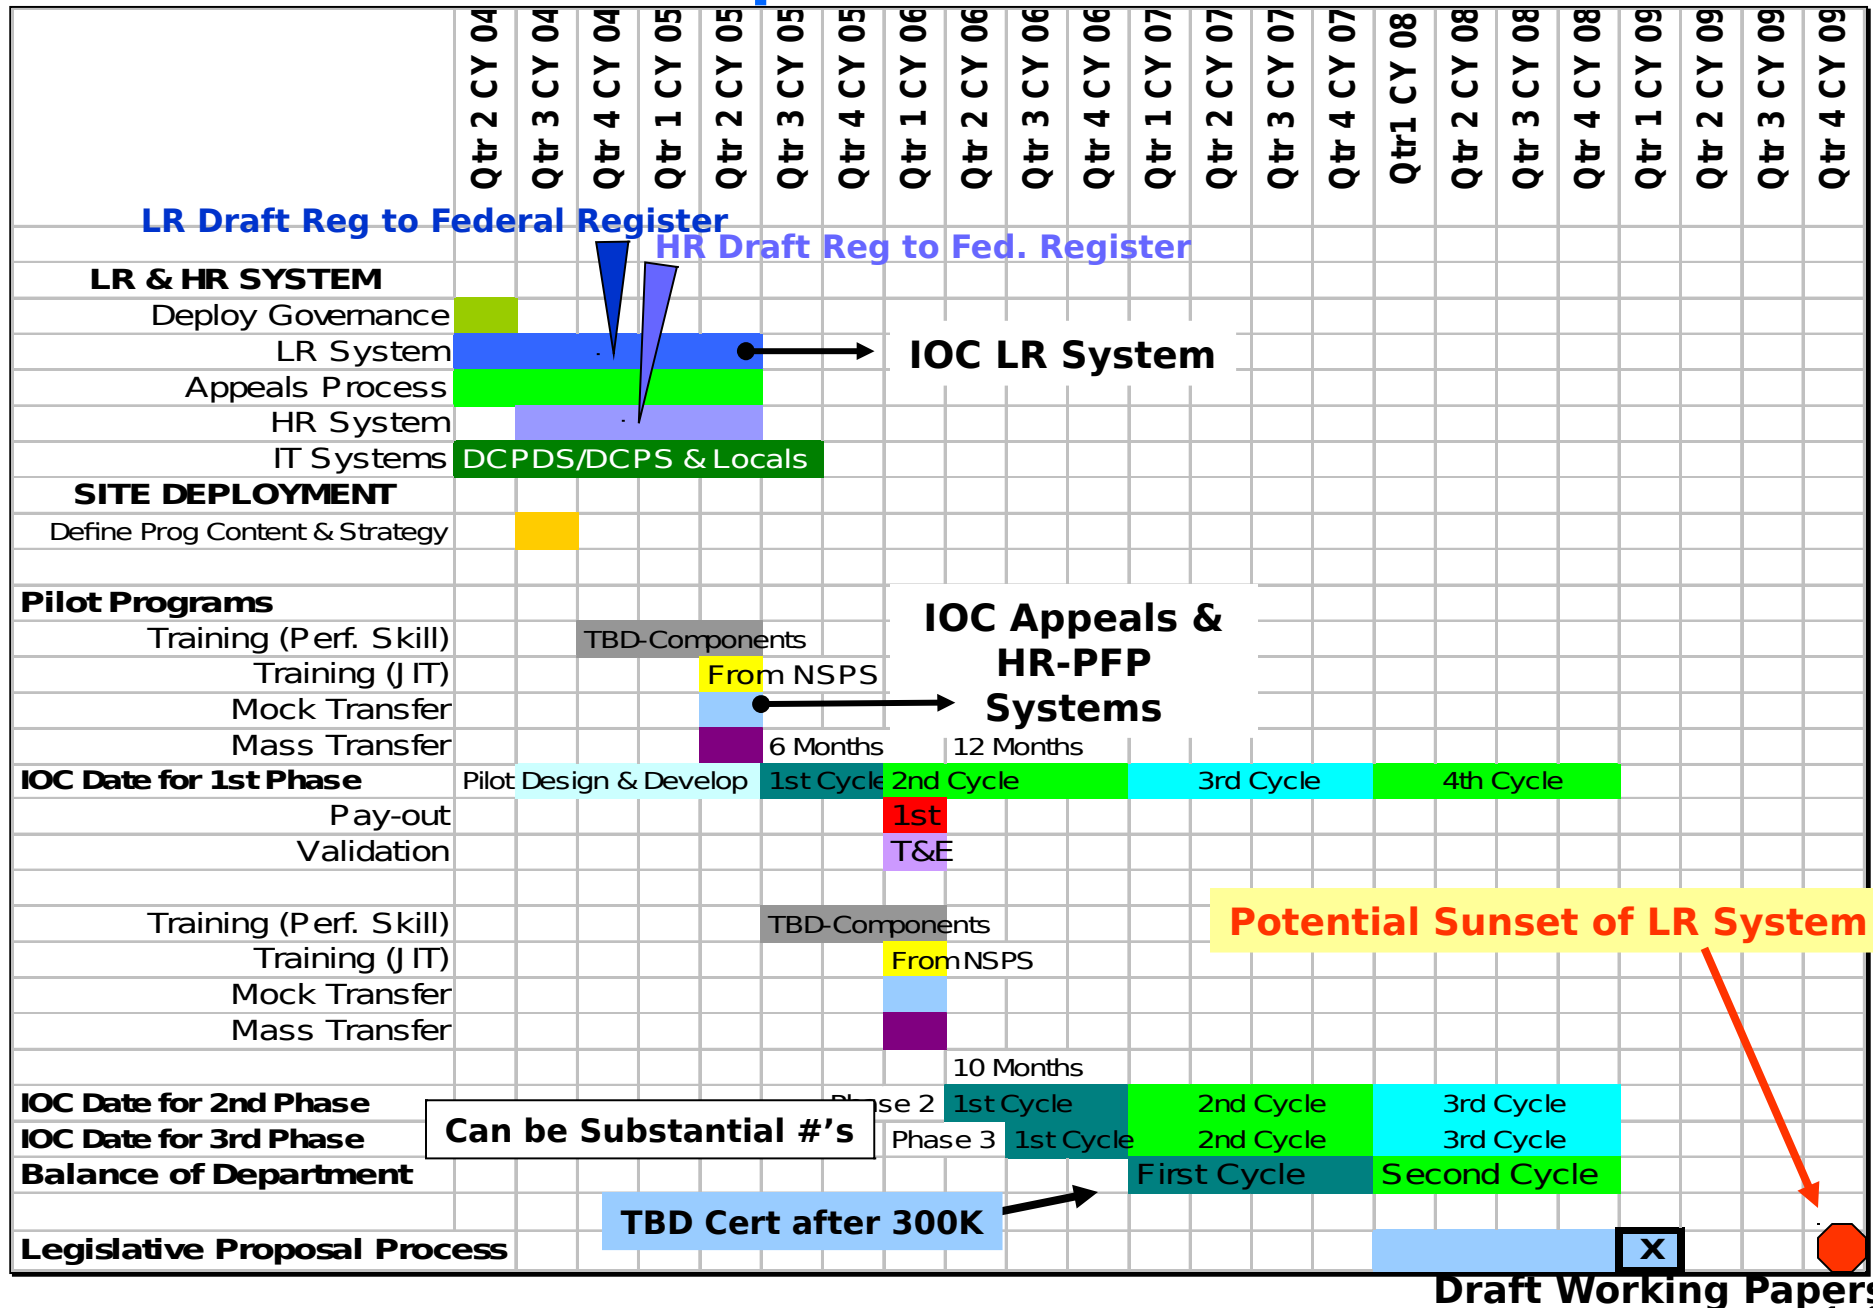 Qtr 2 CY 04 Qtr 3 CY 04 Qtr 4 CY 04 Qtr 1 CY 05 Qtr 2 CY 05 Qtr 3 CY 05 Qtr 4 CY 05 Qtr 1 CY 06 Qtr 2 CY 06 Qtr 3 CY 06 Qtr 4 CY 06 Qtr 1 CY 07 Qtr 2 CY 07 Qtr 3 CY 07 Qtr 4 CY 07 Qtr1 CY 08 Qtr 2 CY 08 Qtr 3 CY 08 Qtr 4 CY 08 Qtr 1 CY 09 Qtr 2 CY 09 Qtr 3 CY 09 Qtr 4 CY 09
LR Draft Reg to Federal Register
HR Draft Reg to Fed. Register
LR & HR SYSTEM
Deploy Governance
LR System
IOC LR System
Appeals Process
HR System
IT Systems DCPDS/DCPS & Locals
SITE DEPLOYMENT
Define Prog Content & Strategy
Pilot Programs
IOC Appeals &
HR-PFP
Systems
Training (Perf. Skill) TBD-Components
Training (JIT) From NSPS
Mock Transfer
Mass Transfer 6 Months 12 Months
IOC Date for 1st Phase Pilot Design & Develop 1st Cycle 2nd Cycle 3rd Cycle 4th Cycle
Pay-out 1st
Validation T&E
Potential Sunset of LR System
Training (Perf. Skill) TBD-Components
Training (JIT) From NSPS
Mock Transfer
Mass Transfer
10 Months
IOC Date for 2nd Phase Phase 2 1st Cycle 2nd Cycle 3rd Cycle
Can be Substantial #’s
IOC Date for 3rd Phase Phase 3 1st Cycle 2nd Cycle 3rd Cycle
Balance of Department First Cycle Second Cycle
TBD Cert after 300K
Legislative Proposal Process X
Draft Working Papers